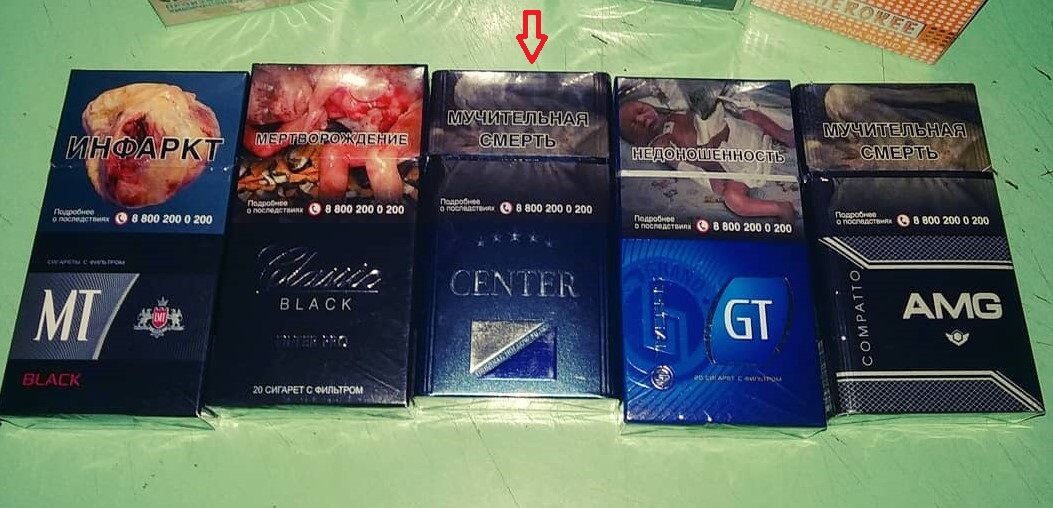 CHEROKEE
ИНФАРКТ
Подробнее
о последствиях 8 800 200 0 200
СИГАРЕТЫ С ФИЛЬТРОМ
MT
MT
BLACK
МЕРТВОРОЖДЕНИЕ
Подробнее
о последствиях 8 800 200 0 200
Classic
BLACK
20 СИГАРЕТ С ФИЛЬТРОМ
МУЧИТЕЛЬНАЯ
СМЕРТЬ
Подробнее
о последствиях 8 800 200 0 200
CENTER
НЕДОНОШЕННОСТЬ
Подробнее
о последствиях 8 800 200 0 200
GT
20 СИГАРЕТ С ФИЛЬТРОМ
МУЧИТЕЛЬНАЯ
СМЕРТЬ
Подробнее
о последствиях 8 800 200 0 200
COMPATTO
AMG